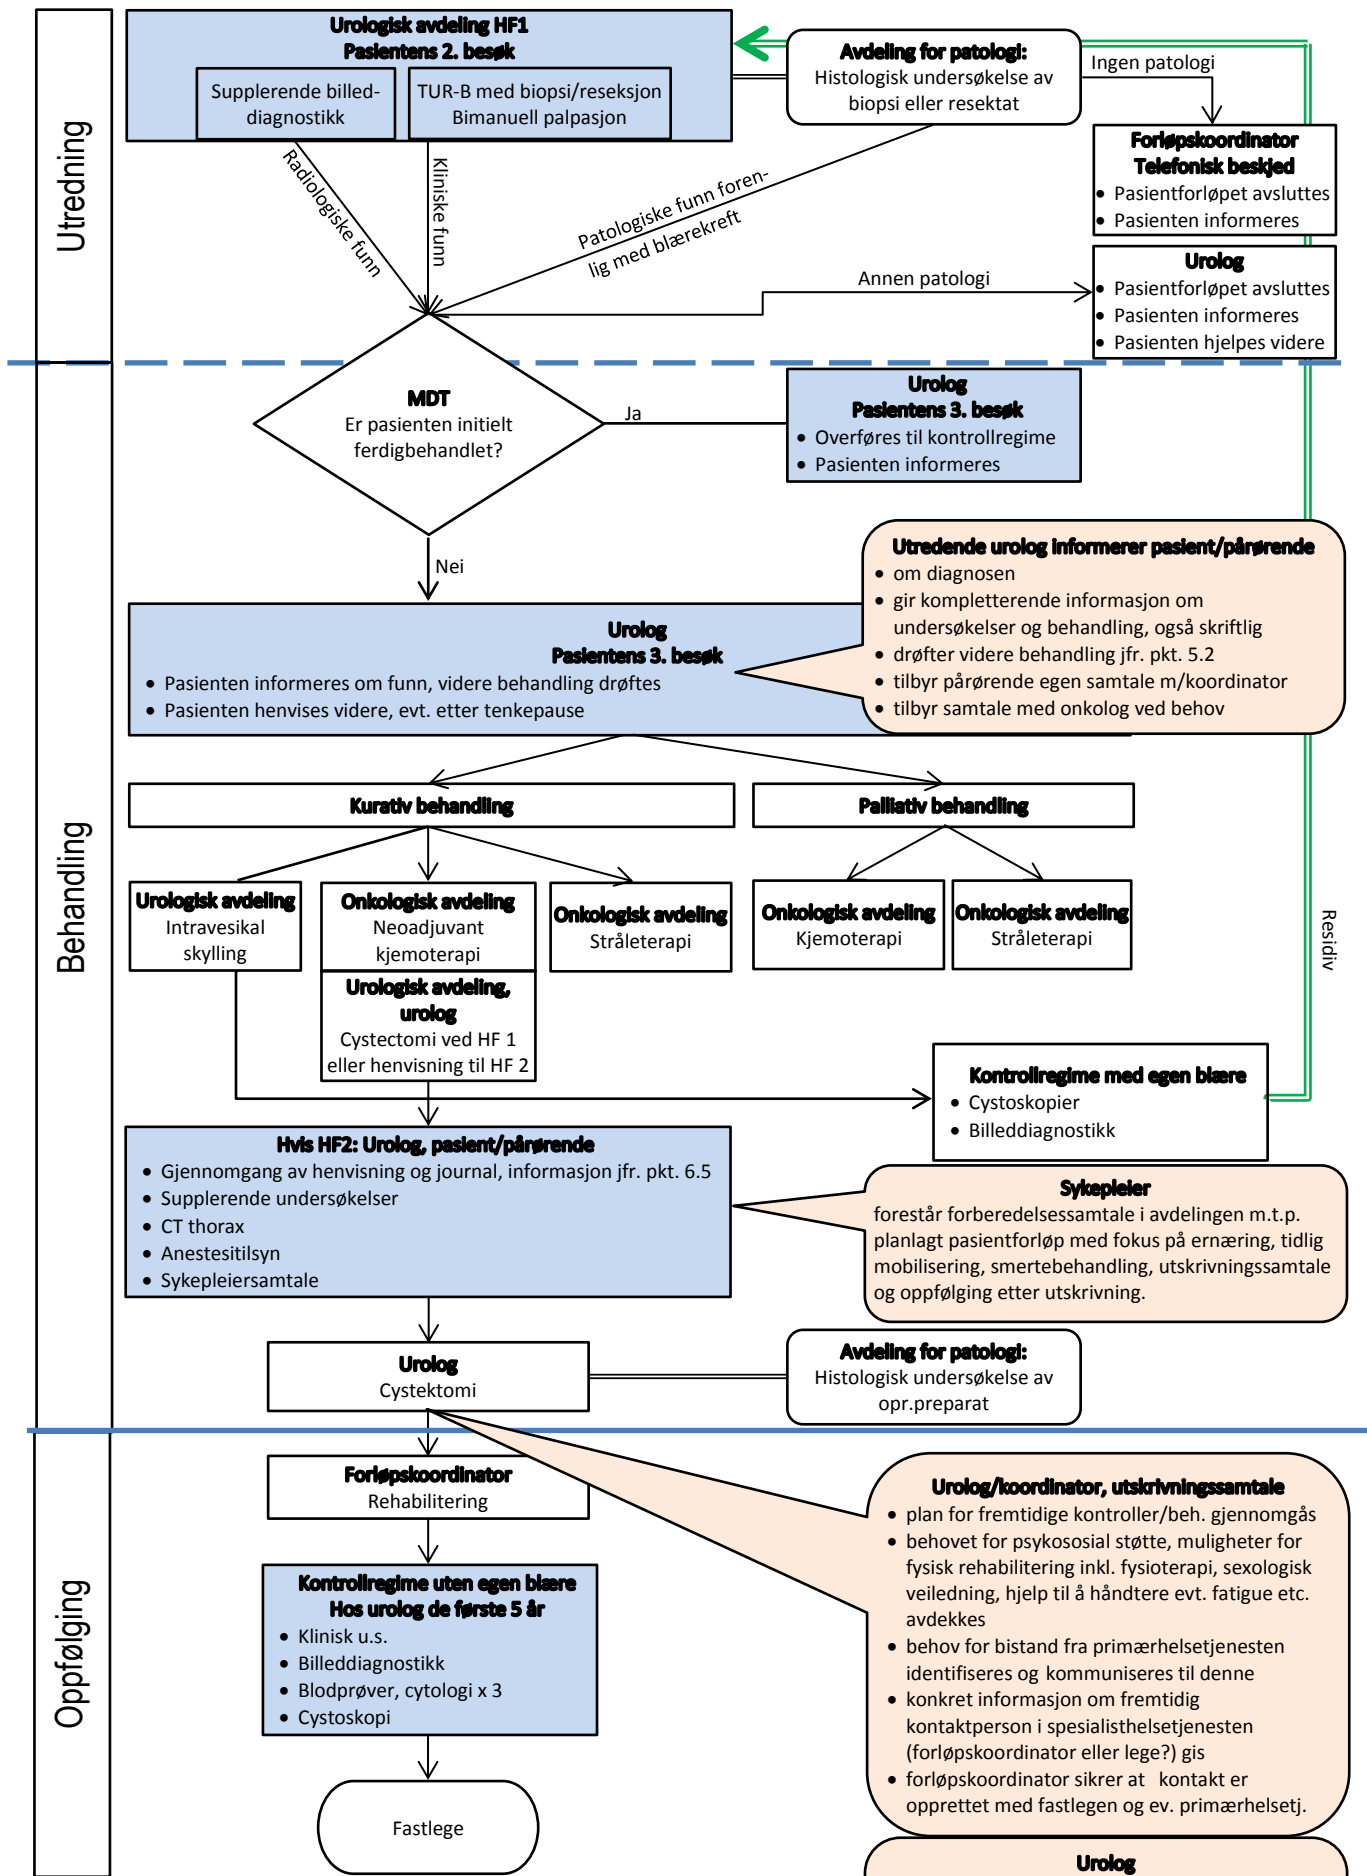 Utredning
Urologisk avdeling HF1
Pasientens 2. besøk
Supplerende billed-
diagnostikk
TUR-B med biopsi/reseksjon
Bimanuell palpasjon
Avdeling for patologi:
Histologisk undersøkelse av
biopsi eller resektat
Ingen patologi
Forløpskoordinator
Telefonisk beskjed
• Pasientforløpet avsluttes
• Pasienten informeres
Radiologiske funn
Kliniske funn
Patologiske funn foren-
lig med blærekreft
Annen patologi
Urolog
• Pasientforløpet avsluttes
• Pasienten informeres
• Pasienten hjelpes videre
Behandling
MDT
Er pasienten initielt
ferdigbehandlet?
Ja
Urolog
Pasientens 3. besøk
• Overføres til kontrollregime
• Pasienten informeres
Nei
Utredende urolog informerer pasient/pårørende
• om diagnosen
• gir kompletterende informasjon om
undersøkelser og behandling, også skriftlig
• drøfter videre behandling jfr. pkt. 5.2
• tilbyr pårørende egen samtale m/koordinator
• tilbyr samtale med onkolog ved behov
Urolog
Pasientens 3. besøk
• Pasienten informeres om funn, videre behandling drøftes
• Pasienten henvises videre, evt. etter tenkepause
Kurativ behandling
Palliativ behandling
Urologisk avdeling
Intravesikal
skylling
Onkologisk avdeling
Neoadjuvant
kjemoterapi
Onkologisk avdeling
Stråleterapi
Onkologisk avdeling
Kjemoterapi
Onkologisk avdeling
Stråleterapi
Residiv
Urologisk avdeling,
urolog
Cystectomi ved HF 1
eller henvisning til HF 2
Kontrollregime med egen blære
• Cystoskopier
• Billeddiagnostikk
Hvis HF2: Urolog, pasient/pårørende
• Gjennomgang av henvisning og journal, informasjon jfr. pkt. 6.5
• Supplerende undersøkelser
• CT thorax
• Anestesitilsyn
• Sykepleiersamtale
Sykepleier
forestår forberedelsessamtale i avdelingen m.t.p.
planlagt pasientforløp med fokus på ernæring, tidlig
mobilisering, smertebehandling, utskrivningssamtale
og oppfølging etter utskrivning.
Urolog
Cystektomi
Avdeling for patologi:
Histologisk undersøkelse av
opr.preparat
Oppfølging
Forløpskoordinator
Rehabilitering
Kontrollregime uten egen blære
Hos urolog de første 5 år
• Klinisk u.s.
• Billeddiagnostikk
• Blodprøver, cytologi x 3
• Cystoskopi
Fastlege
Urolog/koordinator, utskrivningssamtale
• plan for fremtidige kontroller/beh. gjennomgås
• behovet for psykososial støtte, muligheter for
fysisk rehabilitering inkl. fysioterapi, sexologisk
veiledning, hjelp til å håndtere evt. fatigue etc.
avdekkes
• behov for bistand fra primærhelsetjenesten
identifiseres og kommuniseres til denne
• konkret informasjon om fremtidig
kontaktperson i spesialisthelsetjenesten
(forløpskoordinator eller lege?) gis
• forløpskoordinator sikrer at kontakt er
opprettet med fastlegen og ev. primærhelsetj.
Urolog